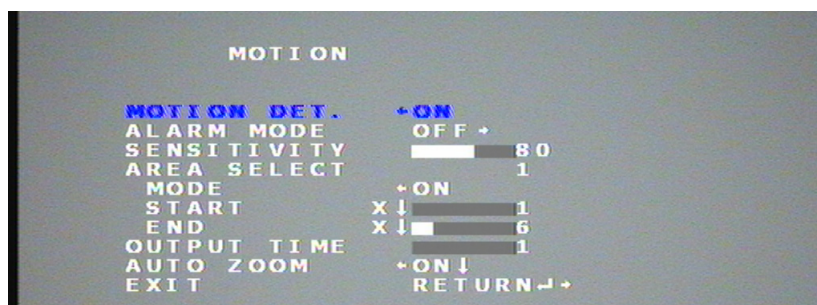 MOTION
MOTION DET. ←ON
ALARM MODE OFF→
SENSITIVITY 80
AREA SELECT 1
MODE ←ON
START X↓ 1
END X↓ 6
OUTPUT TIME 1
AUTO ZOOM ←ON↓
EXIT RETURN↵→